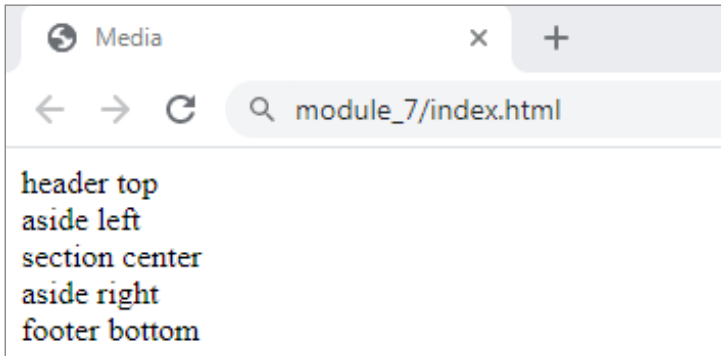 Media
module_7/index.html
header top
aside left
section center
aside right
footer bottom